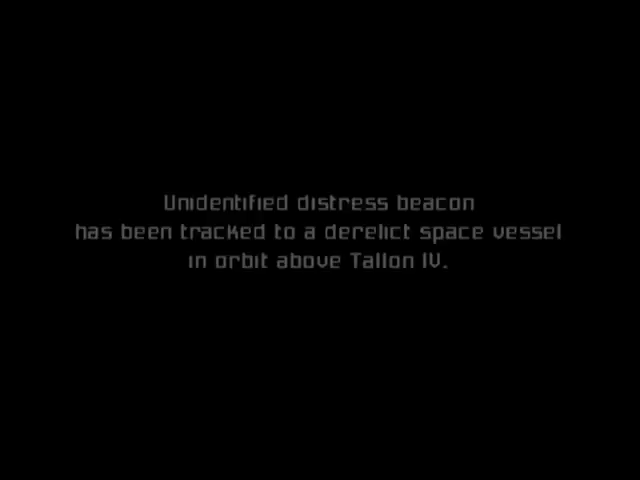 Unidentified distress beacon
has been tracked to a derelict space vessel
in orbit above Tallon IV.